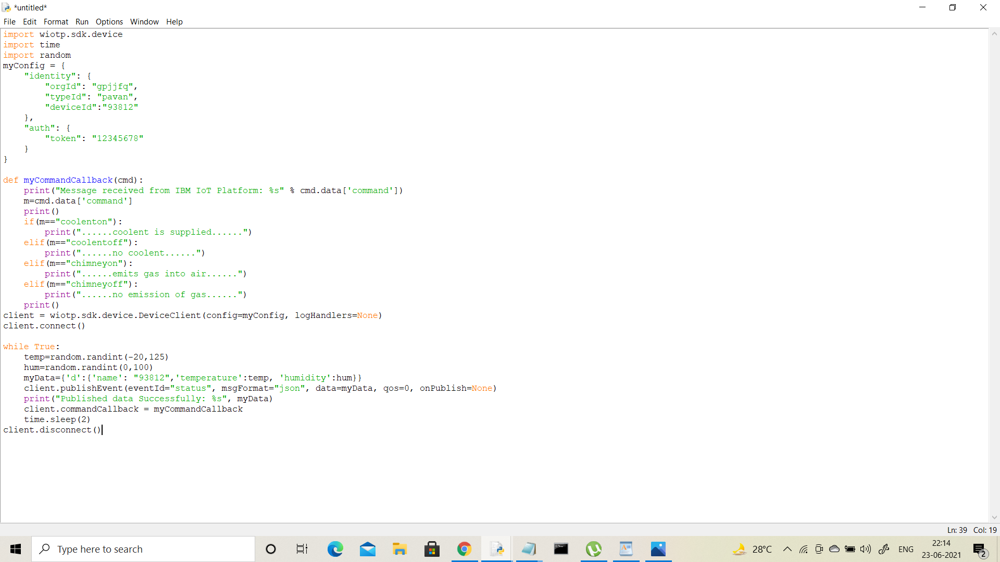 *untitled*
File Edit Format Run Options Window Help
import wiotp.sdk.device
import time
import random
myConfig = {
    "identity": {
        "orgId": "gpjjfq",
        "typeId": "pavan",
        "deviceId":"93812"
    },
    "auth": {
        "token": "12345678"
    }
}

def myCommandCallback(cmd):
    print("Message received from IBM IoT Platform: %s" % cmd.data['command'])
    m=cmd.data['command']
    print()
    if(m=="coolenton"):
        print("......coolent is supplied......")
    elif(m=="coolentoff"):
        print("......no coolent......")
    elif(m=="chimneyon"):
        print("......emits gas into air......")
    elif(m=="chimneyoff"):
        print("......no emission of gas......")
    print()
client = wiotp.sdk.device.DeviceClient(config=myConfig, logHandlers=None)
client.connect()

while True:
    temp=random.randint(-20,125)
    hum=random.randint(0,100)
    myData={'d':{'name': "93812",'temperature':temp, 'humidity':hum}}
    client.publishEvent(eventId="status", msgFormat="json", data=myData, qos=0, onPublish=None)
    print("Published data Successfully: %s", myData)
    client.commandCallback = myCommandCallback
    time.sleep(2)
client.disconnect()
Ln: 39 Col: 19
Type here to search
28°C
ENG
22:14
23-06-2021
2